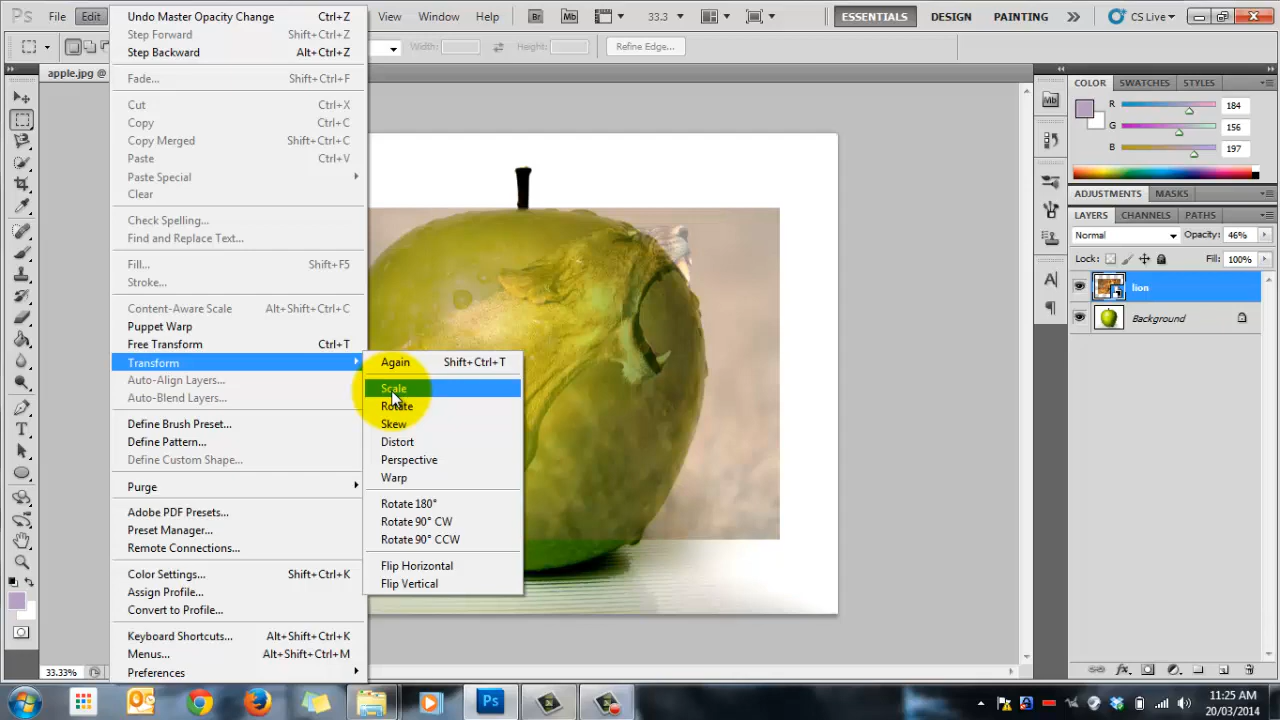 Ps File Edit View Window Help Br Mb 33.3 ESSENTIALS DESIGN PAINTING CS Live
Width: Height: Refine Edge...
apple.jpg @
Undo Master Opacity Change Ctrl+Z
Step Forward Shift+Ctrl+Z
Step Backward Alt+Ctrl+Z
Fade... Shift+Ctrl+F
Cut Ctrl+X
Copy Ctrl+C
Copy Merged Shift+Ctrl+C
Paste Ctrl+V
Paste Special
Clear
Check Spelling...
Find and Replace Text...
Fill... Shift+F5
Stroke...
Content-Aware Scale Alt+Shift+Ctrl+C
Puppet Warp
Free Transform Ctrl+T
Transform
Auto-Align Layers...
Auto-Blend Layers...
Define Brush Preset...
Define Pattern...
Define Custom Shape...
Purge
Adobe PDF Presets...
Preset Manager...
Remote Connections...
Color Settings... Shift+Ctrl+K
Assign Profile...
Convert to Profile...
Keyboard Shortcuts... Alt+Shift+Ctrl+K
Menus... Alt+Shift+Ctrl+M
Preferences
Again Shift+Ctrl+T
Scale
Rotate
Skew
Distort
Perspective
Warp
Rotate 180°
Rotate 90° CW
Rotate 90° CCW
Flip Horizontal
Flip Vertical
Mb
COLOR SWATCHES STYLES
R 184
G 156
B 197
ADJUSTMENTS MASKS
LAYERS CHANNELS PATHS
Normal Opacity: 46%
Lock: Fill: 100%
lion
Background
33.33%
Ps
11:25 AM
20/03/2014